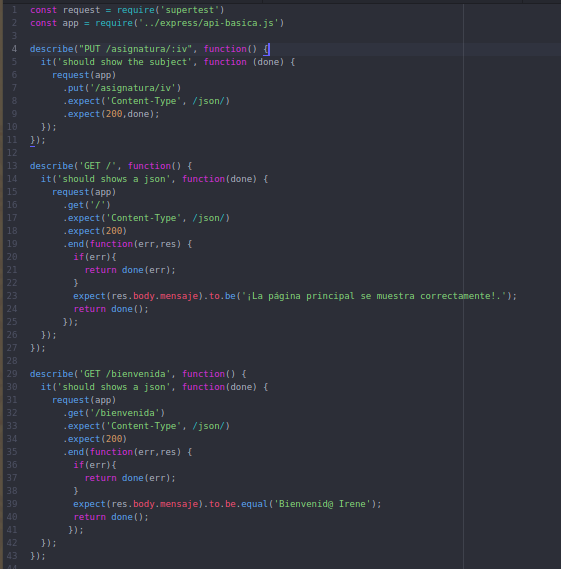 1 const request = require('supertest')
2 const app = require('../express/api-basica.js')
3
4 describe("PUT /asignatura/:iv", function() {
5 it('should show the subject', function (done) {
6 request(app)
7 .put('/asignatura/iv')
8 .expect('Content-Type', /json/)
9 .expect(200,done);
10 });
11 });
12
13 describe('GET /', function() {
14 it('should shows a json', function(done) {
15 request(app)
16 .get('/')
17 .expect('Content-Type', /json/)
18 .expect(200)
19 .end(function(err,res) {
20 if(err){
21 return done(err);
22 }
23 expect(res.body.mensaje).to.be('¡La página principal se muestra correctamente!.');
24 return done();
25 });
26 });
27 });
28
29 describe('GET /bienvenida', function() {
30 it('should shows a json', function(done) {
31 request(app)
32 .get('/bienvenida')
33 .expect('Content-Type', /json/)
34 .expect(200)
35 .end(function(err,res) {
36 if(err){
37 return done(err);
38 }
39 expect(res.body.mensaje).to.be.equal('Bienvenid@ Irene');
40 return done();
41 });
42 });
43 });